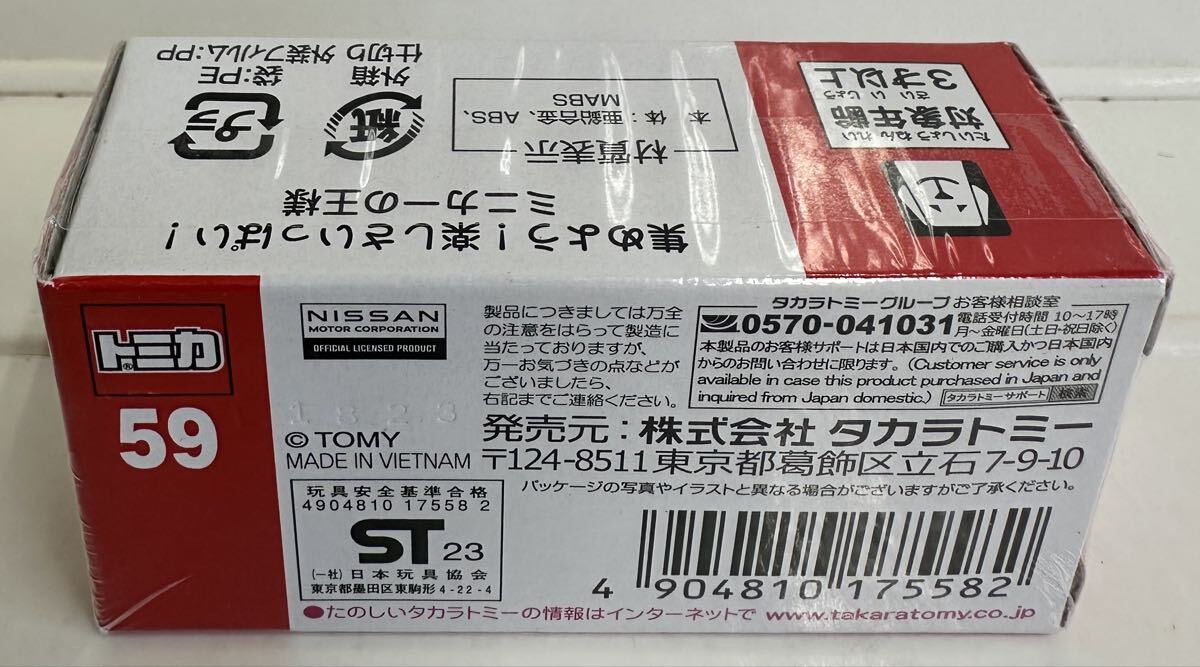 対象年齢
たいしょうねんれい
3才以上
さい いじょう
集めよう!楽しさいっぱい!
ミニカーの王様
材質表示
本体:亜鉛合金、ABS、
MABS
紙
外箱
仕切り
プラ
袋:PE
外装フィルム:PP
トミカ
®
59
NISSAN
MOTOR CORPORATION
OFFICIAL LICENSED PRODUCT
© TOMY
MADE IN VIETNAM
玩具安全基準合格
4904810 17558 2
ST 23
(一社)日本玩具協会
東京都墨田区東駒形4-22-4
製品につきましては万全
の注意をはらって製造に
当たっておりますが、
万一お気づきの点などが
ございましたら、
右記までご連絡ください。
タカラトミーグループ お客様相談室
0570-041031
電話受付時間 10〜17時
月〜金曜日(土日・祝日除く)
本製品のお客様サポートは日本国内でのご購入かつ日本国内
からのお問い合わせに限ります。(Customer service is only
available in case this product purchased in Japan and
inquired from Japan domestic.)
タカラトミーサポート 検索
発売元:株式会社 タカラトミー
〒124-8511 東京都葛飾区立石7-9-10
パッケージの写真やイラストと異なる場合がございますがご了承ください。
4 904810 175582
●たのしいタカラトミーの情報はインターネットで www.takaratomy.co.jp